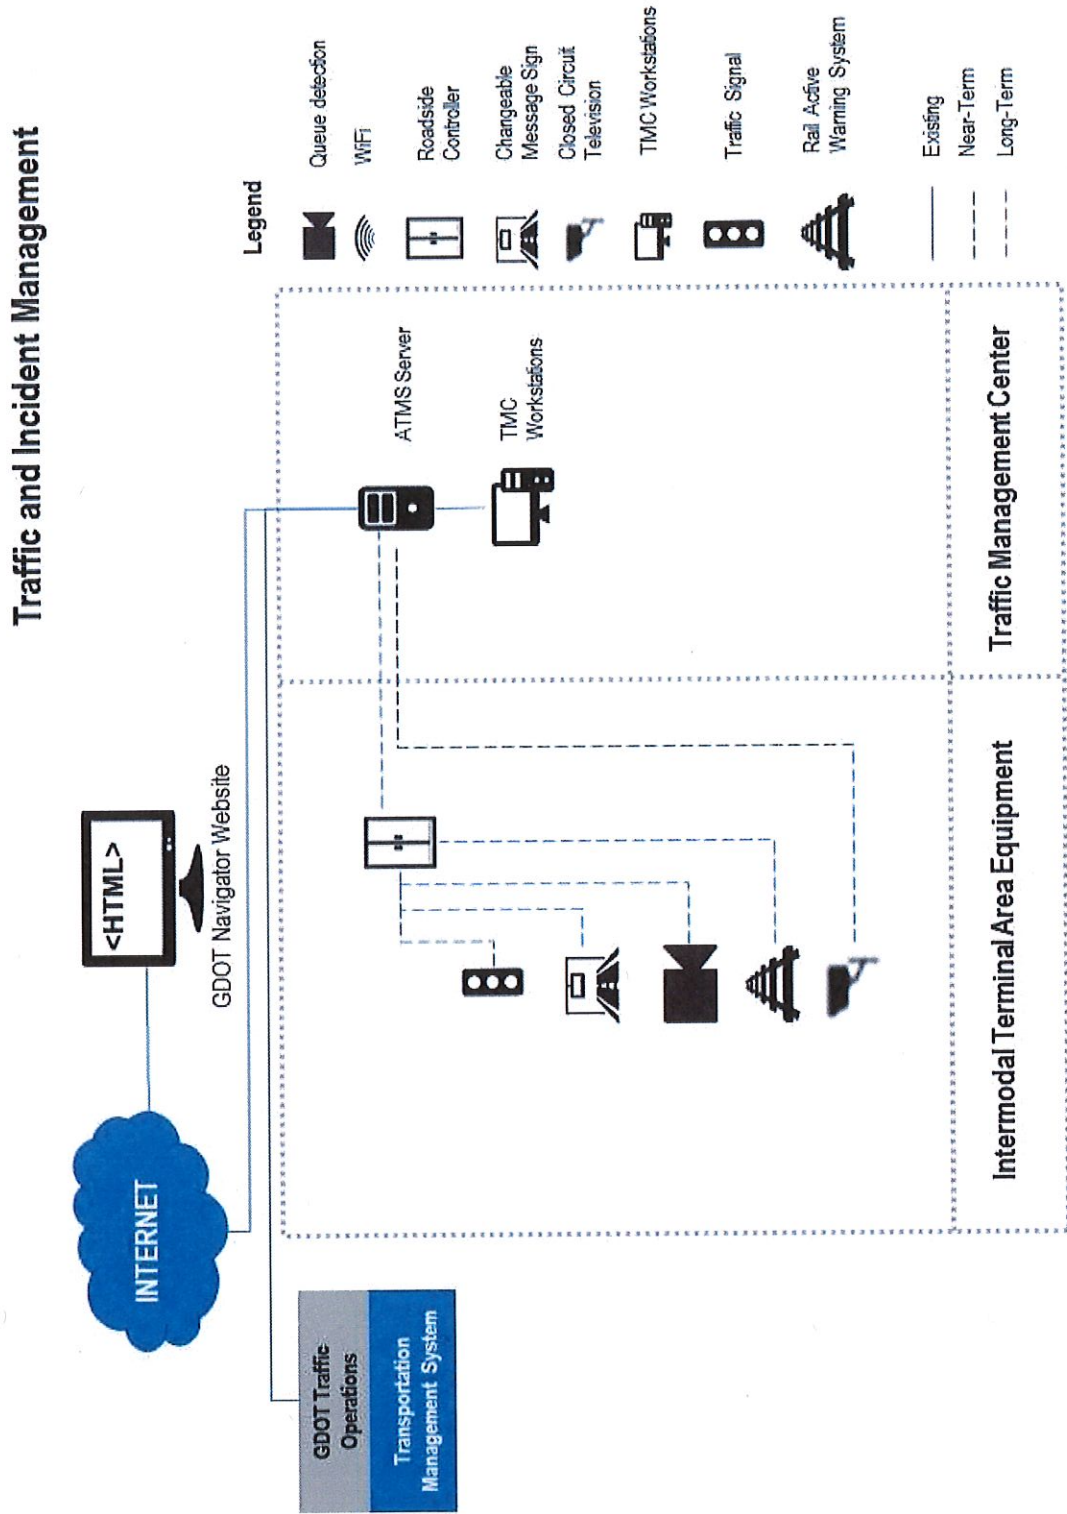 Traffic and Incident Management
<HTML>
GDOT Navigator Website
INTERNET
GDOT Traffic
Operations
Transportation
Management System
ATMS Server
TMC
Workstations
Intermodal Terminal Area Equipment
Traffic Management Center
Legend
Queue detection
WiFi
Roadside
Controller
Changeable
Message Sign
Closed Circuit
Television
TMC Workstations
Traffic Signal
Rail Active
Warning System
Existing
Near-Term
Long-Term